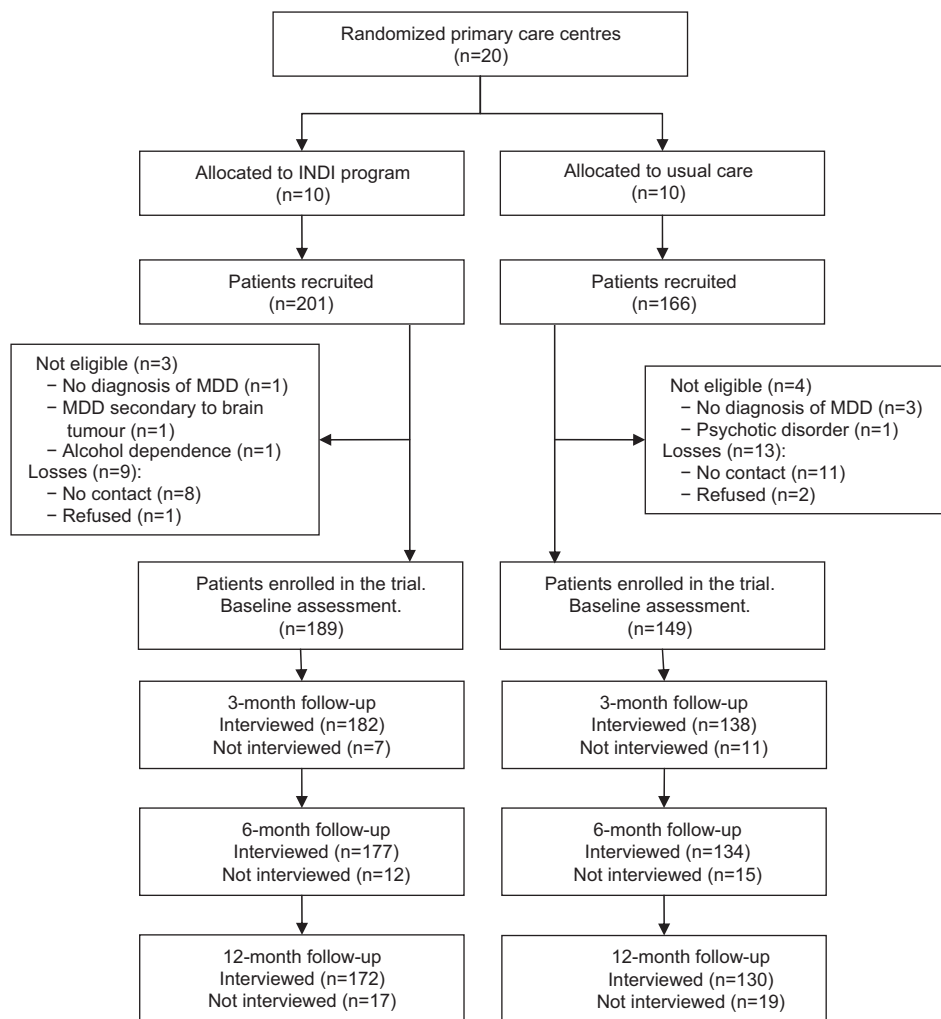 Randomized primary care centres
(n=20)
Allocated to INDI program
(n=10)
Allocated to usual care
(n=10)
Patients recruited
(n=201)
Patients recruited
(n=166)
Not eligible (n=3)
− No diagnosis of MDD (n=1)
− MDD secondary to brain
tumour (n=1)
− Alcohol dependence (n=1)
Losses (n=9):
− No contact (n=8)
− Refused (n=1)
Not eligible (n=4)
− No diagnosis of MDD (n=3)
− Psychotic disorder (n=1)
Losses (n=13):
− No contact (n=11)
− Refused (n=2)
Patients enrolled in the trial.
Baseline assessment.
(n=189)
Patients enrolled in the trial.
Baseline assessment.
(n=149)
3-month follow-up
Interviewed (n=182)
Not interviewed (n=7)
3-month follow-up
Interviewed (n=138)
Not interviewed (n=11)
6-month follow-up
Interviewed (n=177)
Not interviewed (n=12)
6-month follow-up
Interviewed (n=134)
Not interviewed (n=15)
12-month follow-up
Interviewed (n=172)
Not interviewed (n=17)
12-month follow-up
Interviewed (n=130)
Not interviewed (n=19)